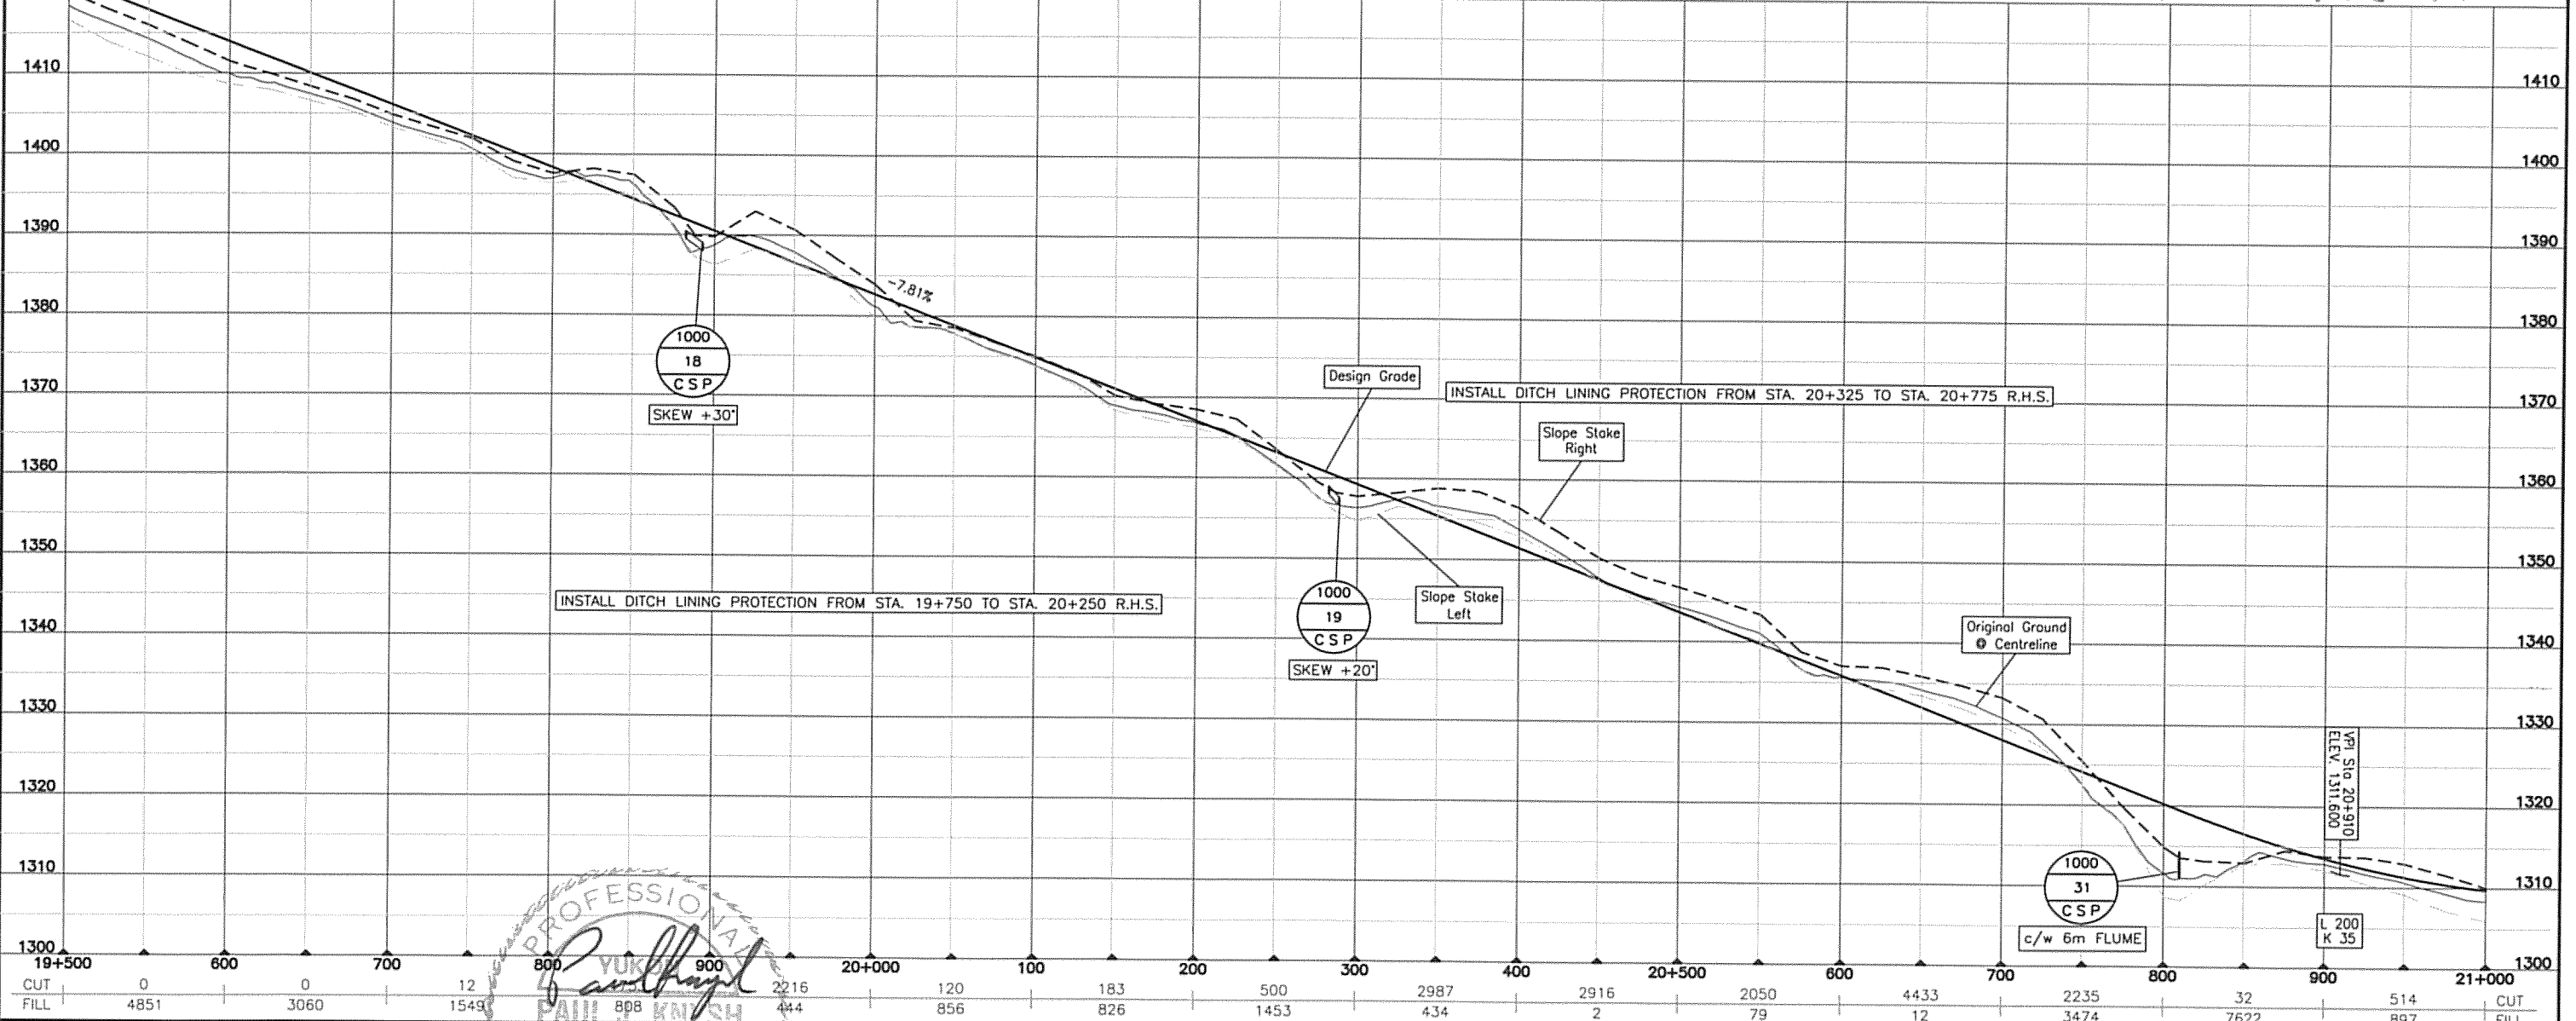 1410 1410
1400 1400
1390 1390
-7.81%
1380 1380
1000
18
CSP
SKEW +30°
1370 1370
Design Grade
INSTALL DITCH LINING PROTECTION FROM STA. 20+325 TO STA. 20+775 R.H.S.
Slope Stake
Right
1360 1360
1350 1350
INSTALL DITCH LINING PROTECTION FROM STA. 19+750 TO STA. 20+250 R.H.S.
1000
19
CSP
SKEW +20°
Slope Stake
Left
1340 1340
Original Ground
@ Centreline
1330 1330
VPI Sta 20+910
ELEV. 1311.600
1320 1320
1310 1310
1000
31
CSP
c/w 6m FLUME
L 200
K 35
PROFESSIONAL
YUKON
PAUL J. KNYSH
1300 1300
19+500 600 700 800 900 20+000 100 200 300 400 20+500 600 700 800 900 21+000
CUT 0 0 12 2216 120 183 500 2987 2916 2050 4433 2235 32 514 CUT
FILL 4851 3060 1549 808 444 856 826 1453 434 2 79 12 3474 7622 897 FILL